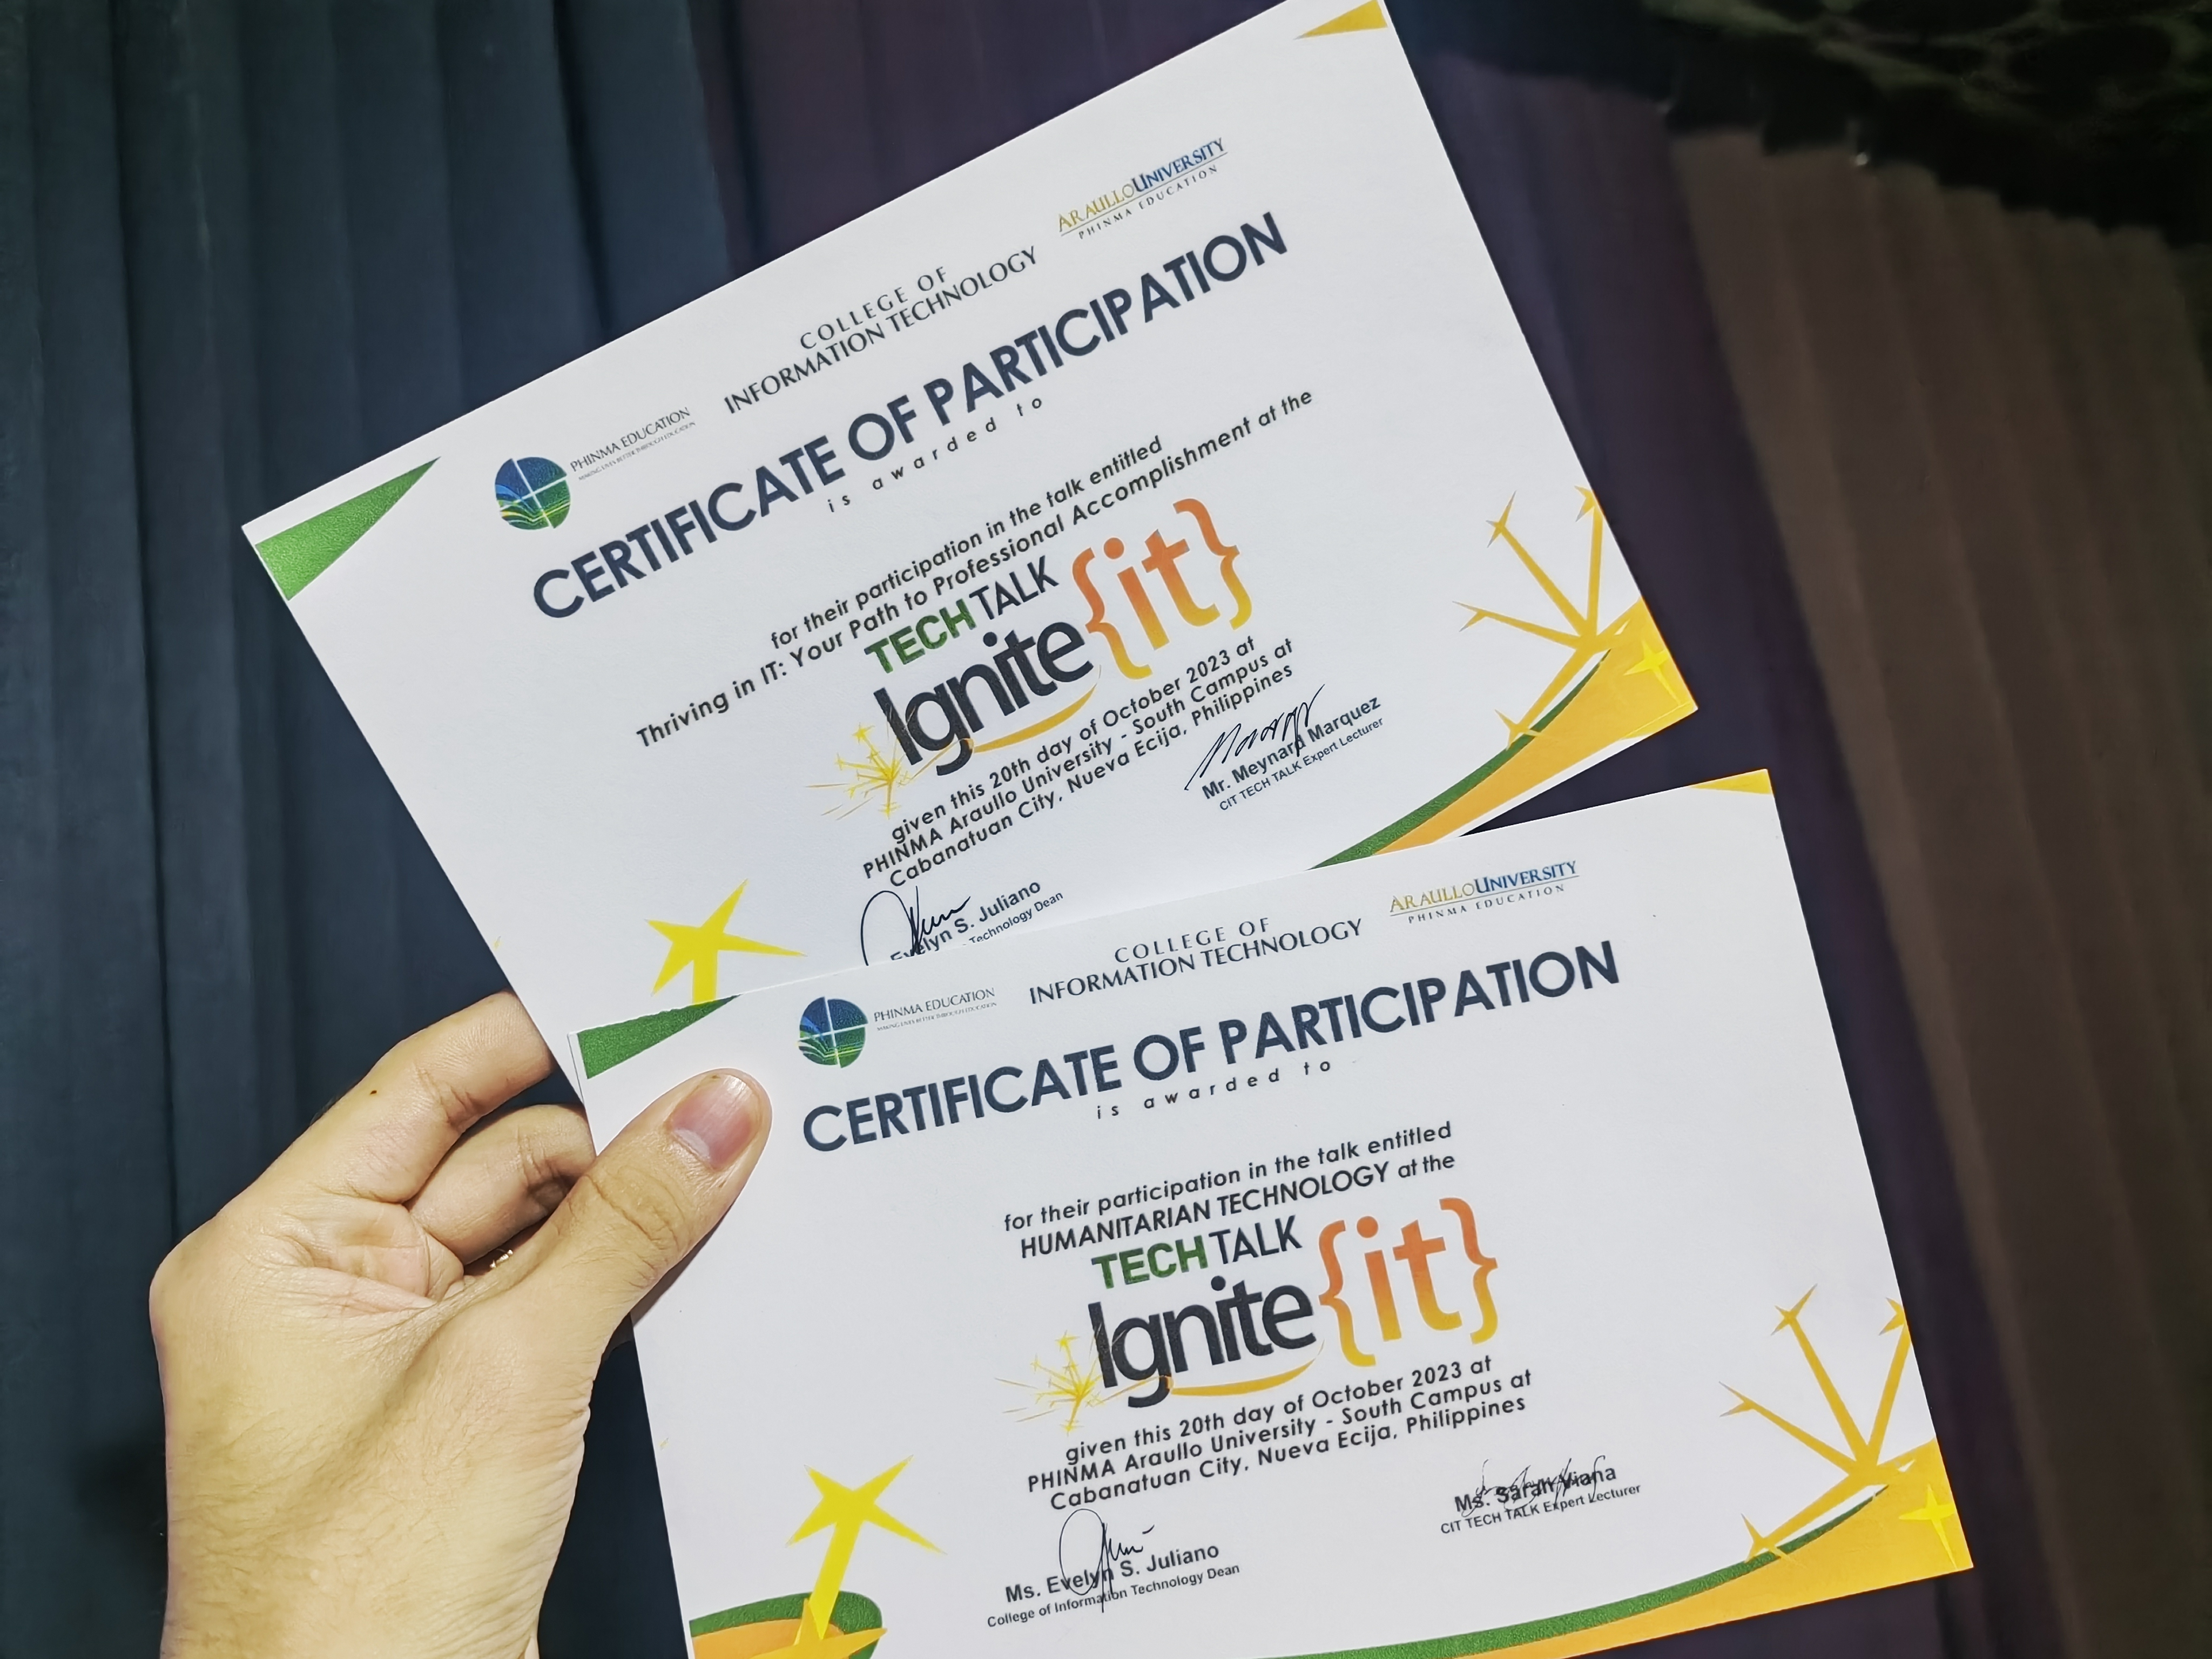 PHINMA EDUCATION
MAKING LIVES BETTER THROUGH EDUCATION
COLLEGE OF
INFORMATION TECHNOLOGY
ARAULLO UNIVERSITY
PHINMA EDUCATION
CERTIFICATE OF PARTICIPATION
is awarded to
for their participation in the talk entitled
Thriving in IT: Your Path to Professional Accomplishment at the
TECH TALK
Ignite {it}
given this 20th day of October 2023 at
PHINMA Araullo University - South Campus at
Cabanatuan City, Nueva Ecija, Philippines
Mr. Meynard Marquez
CIT TECH TALK Expert Lecturer
Evelyn S. Juliano
Technology Dean
PHINMA EDUCATION
MAKING LIVES BETTER THROUGH EDUCATION
COLLEGE OF
INFORMATION TECHNOLOGY
ARAULLO UNIVERSITY
PHINMA EDUCATION
CERTIFICATE OF PARTICIPATION
is awarded to
for their participation in the talk entitled
HUMANITARIAN TECHNOLOGY at the
TECH TALK
Ignite {it}
given this 20th day of October 2023 at
PHINMA Araullo University - South Campus at
Cabanatuan City, Nueva Ecija, Philippines
Ms. Sarah Viana
CIT TECH TALK Expert Lecturer
Ms. Evelyn S. Juliano
College of Information Technology Dean